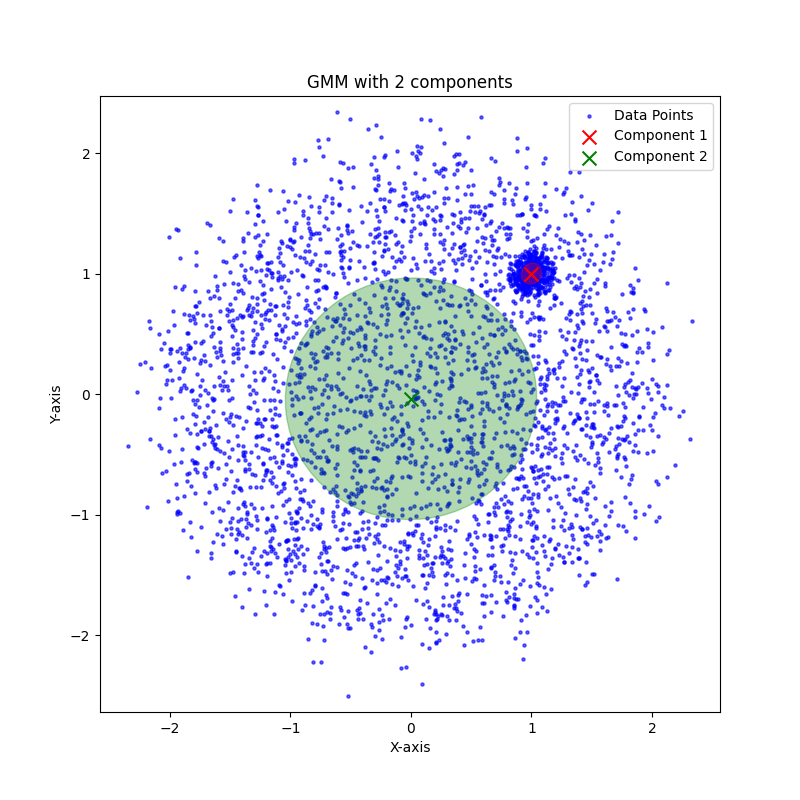 GMM with 2 components
Data Points
Component 1
Component 2
Y-axis
2
1
0
−1
−2
−2
−1
0
1
2
X-axis